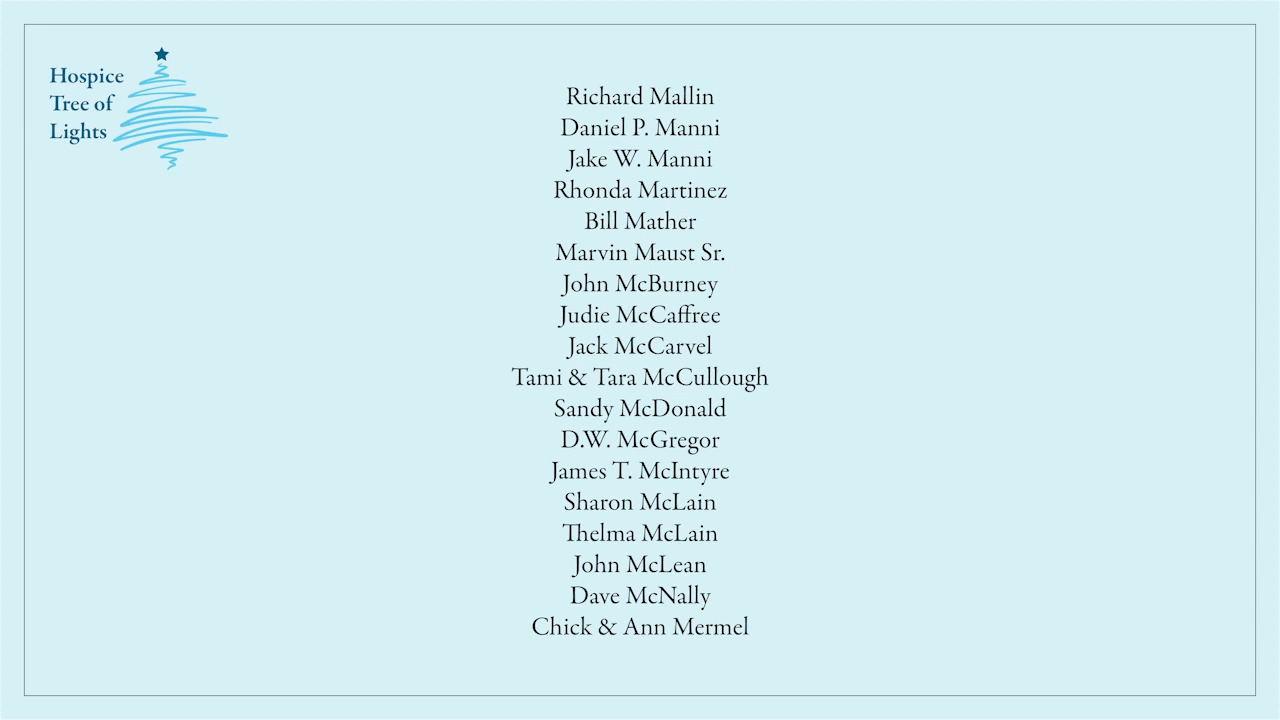 Hospice
Tree of
Lights
Richard Mallin
Daniel P. Manni
Jake W. Manni
Rhonda Martinez
Bill Mather
Marvin Maust Sr.
John McBurney
Judie McCaffree
Jack McCarvel
Tami & Tara McCullough
Sandy McDonald
D.W. McGregor
James T. McIntyre
Sharon McLain
Thelma McLain
John McLean
Dave McNally
Chick & Ann Mermel